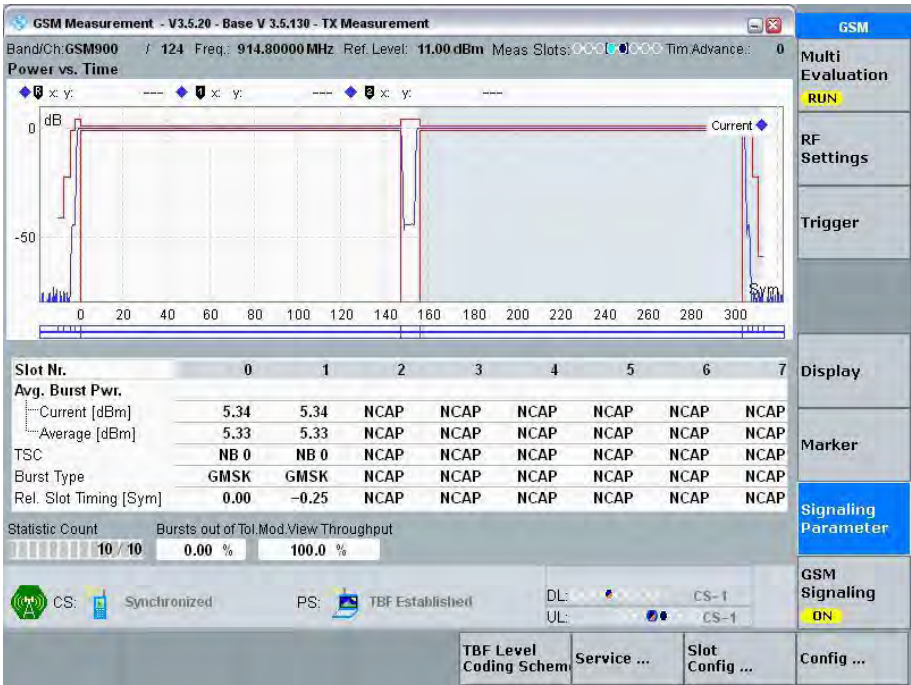 GSM Measurement - V3.5.20 - Base V 3.5.130 - TX Measurement
GSM
Band/Ch: GSM900 / 124 Freq.: 914.80000 MHz Ref. Level: 11.00 dBm Meas Slots: Tim Advance.: 0
Power vs. Time
Multi Evaluation
RUN
R x: y: --- 1 x: y: --- 2 x: y: ---
dB
Current
0
-50
Sym
0 20 40 60 80 100 120 140 160 180 200 220 240 260 280 300
RF Settings
Trigger
Slot Nr. 0 1 2 3 4 5 6 7
Avg. Burst Pwr.
Current [dBm] 5.34 5.34 NCAP NCAP NCAP NCAP NCAP NCAP
Average [dBm] 5.33 5.33 NCAP NCAP NCAP NCAP NCAP NCAP
TSC NB 0 NB 0 NCAP NCAP NCAP NCAP NCAP NCAP
Burst Type GMSK GMSK NCAP NCAP NCAP NCAP NCAP NCAP
Rel. Slot Timing [Sym] 0.00 -0.25 NCAP NCAP NCAP NCAP NCAP NCAP
Display
Marker
Signaling Parameter
Statistic Count Bursts out of Tol. Mod.View Throughput
10 / 10 0.00 % 100.0 %
CS: Synchronized PS: TBF Established DL: CS-1
UL: CS-1
GSM Signaling
ON
TBF Level Coding Schem
Service ...
Slot Config ...
Config ...